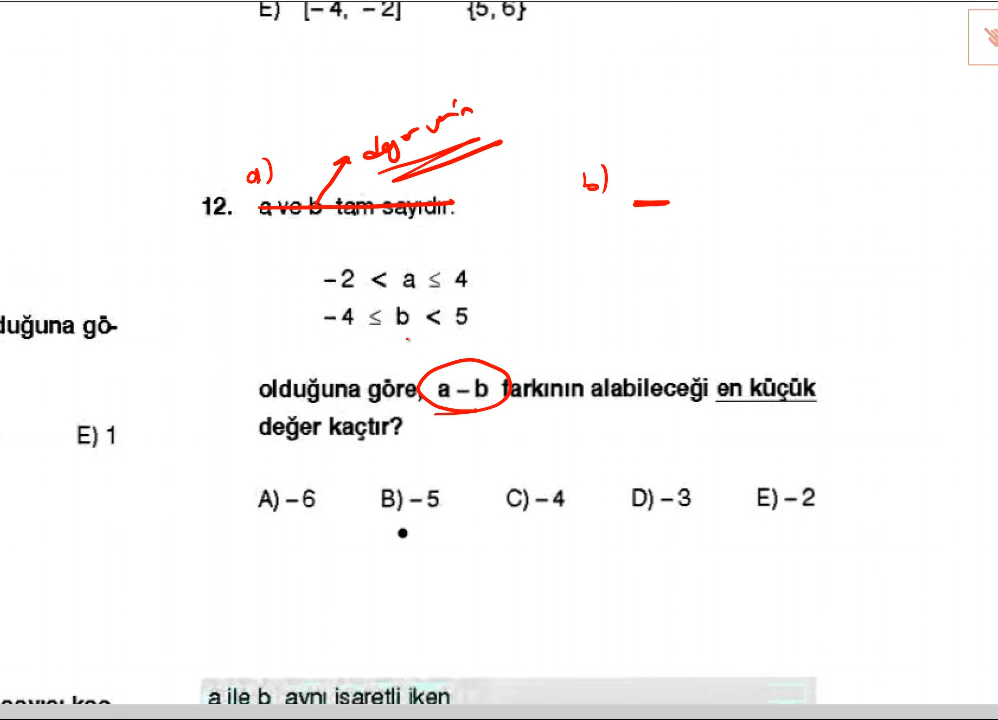 E) [– 4, – 2] {5, 6}
değer verin
a)
b)
12. a ve b tam sayıdır.
– 2 < a ≤ 4
– 4 ≤ b < 5
duğuna gö-
olduğuna göre, a – b farkının alabileceği en küçük
değer kaçtır?
E) 1
A) – 6 B) – 5 C) – 4 D) – 3 E) – 2
a ile b aynı işaretli iken